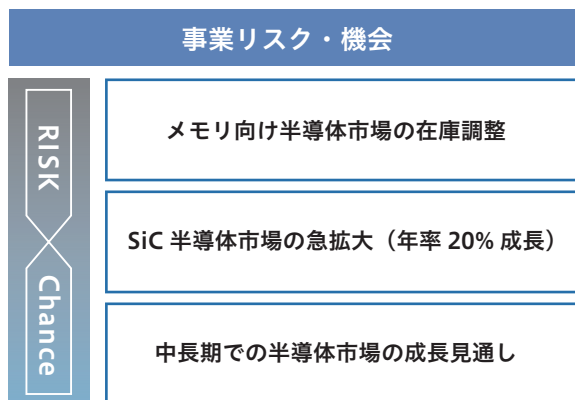 事業リスク・機会
RISK
Chance
メモリ向け半導体市場の在庫調整
SiC 半導体市場の急拡大（年率 20% 成長）
中長期での半導体市場の成長見通し